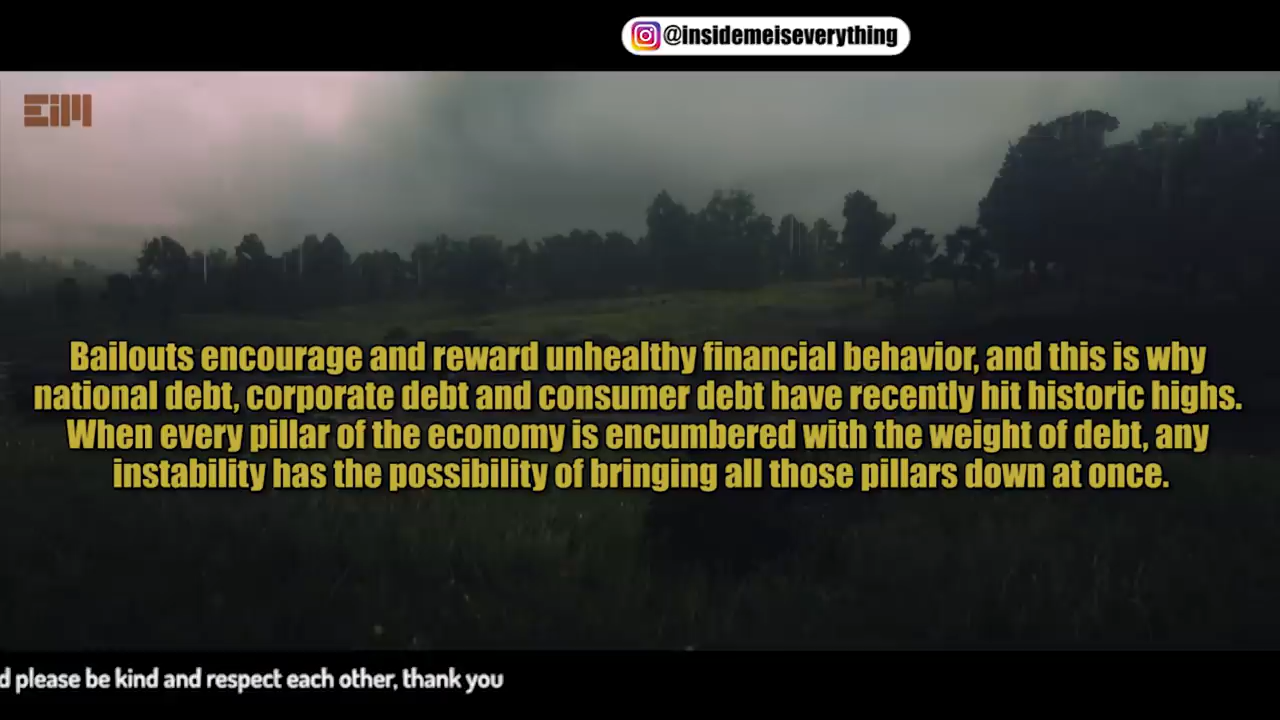 @insidemeiseverything
EiM
Bailouts encourage and reward unhealthy financial behavior, and this is why
national debt, corporate debt and consumer debt have recently hit historic highs.
When every pillar of the economy is encumbered with the weight of debt, any
instability has the possibility of bringing all those pillars down at once.
d please be kind and respect each other, thank you